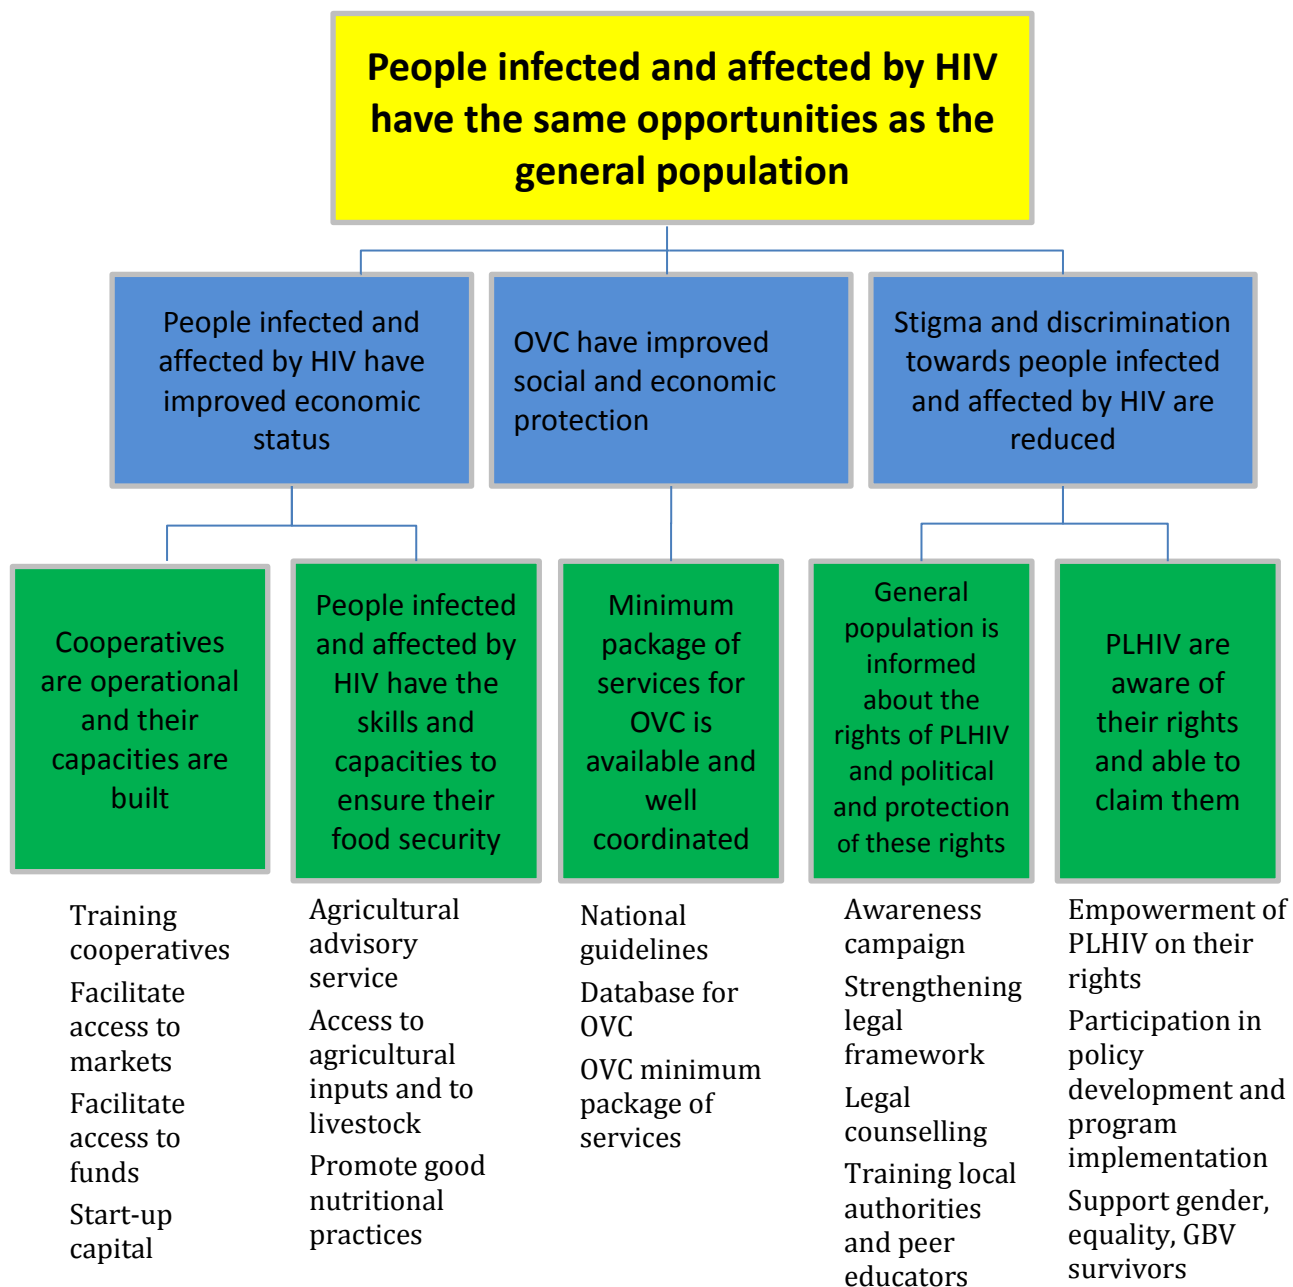 People infected and affected by HIV
have the same opportunities as the
general population
People infected and
affected by HIV have
improved economic
status
OVC have improved
social and economic
protection
Stigma and discrimination
towards people infected
and affected by HIV are
reduced
Cooperatives
are operational
and their
capacities are
built
People infected
and affected by
HIV have the
skills and
capacities to
ensure their
food security
Minimum
package of
services for
OVC is
available and
well
coordinated
General
population is
informed
about the
rights of PLHIV
and political
and protection
of these rights
PLHIV are
aware of
their rights
and able to
claim them
Training
cooperatives
Facilitate
access to
markets
Facilitate
access to
funds
Start-up
capital
Agricultural
advisory
service
Access to
agricultural
inputs and to
livestock
Promote good
nutritional
practices
National
guidelines
Database for
OVC
OVC minimum
package of
services
Awareness
campaign
Strengthening
legal
framework
Legal
counselling
Training local
authorities
and peer
educators
Empowerment of
PLHIV on their
rights
Participation in
policy
development and
program
implementation
Support gender,
equality, GBV
survivors